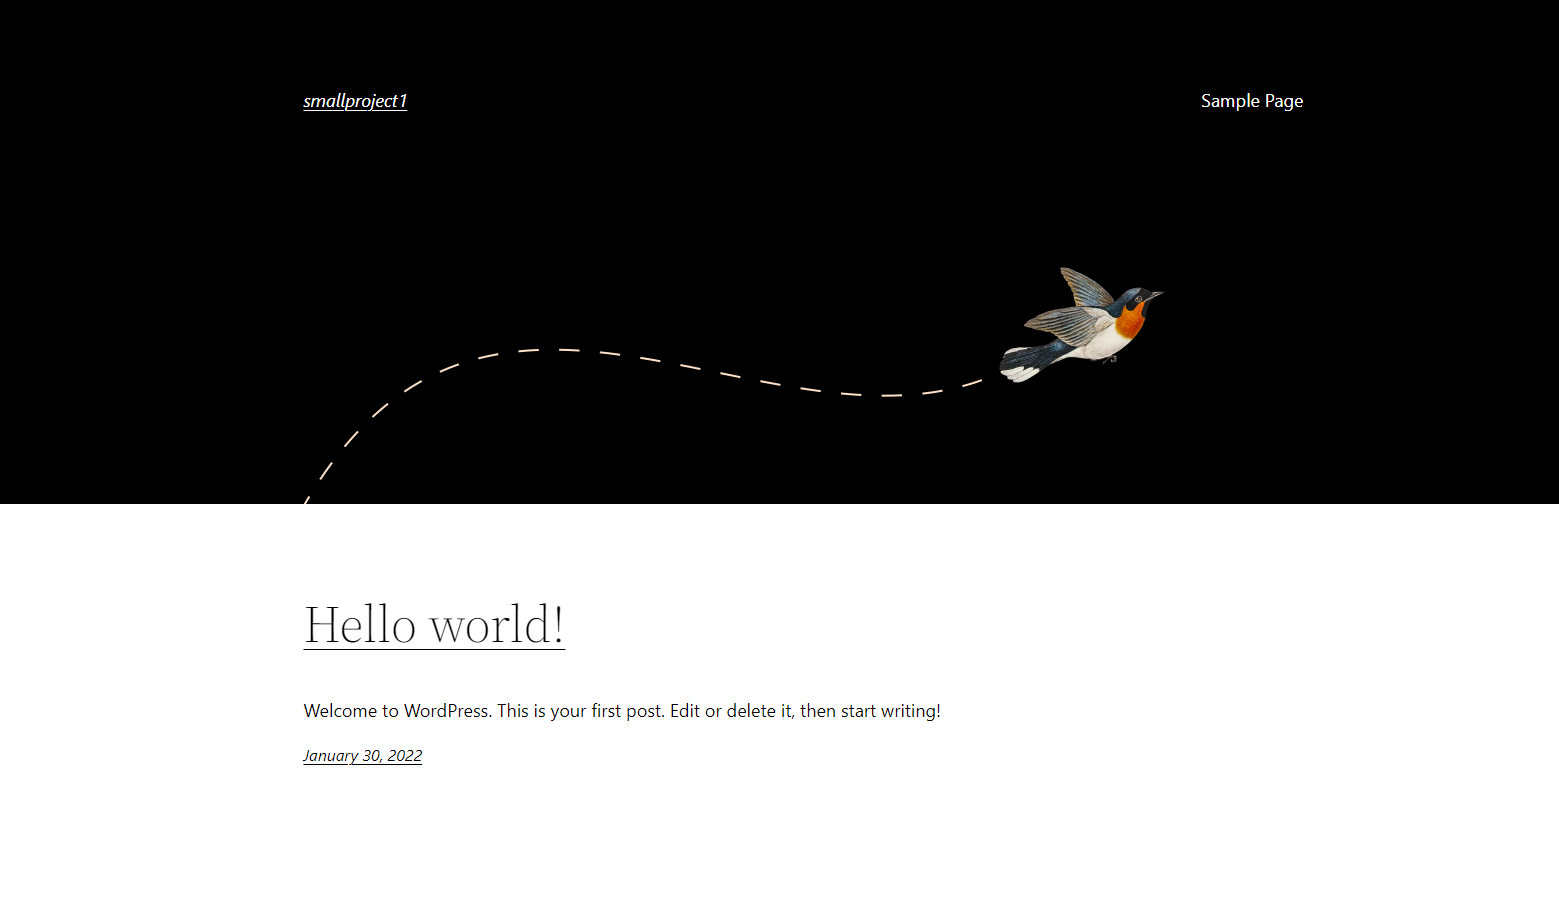 smallproject1 Sample Page
Hello world!
Welcome to WordPress. This is your first post. Edit or delete it, then start writing!
January 30, 2022